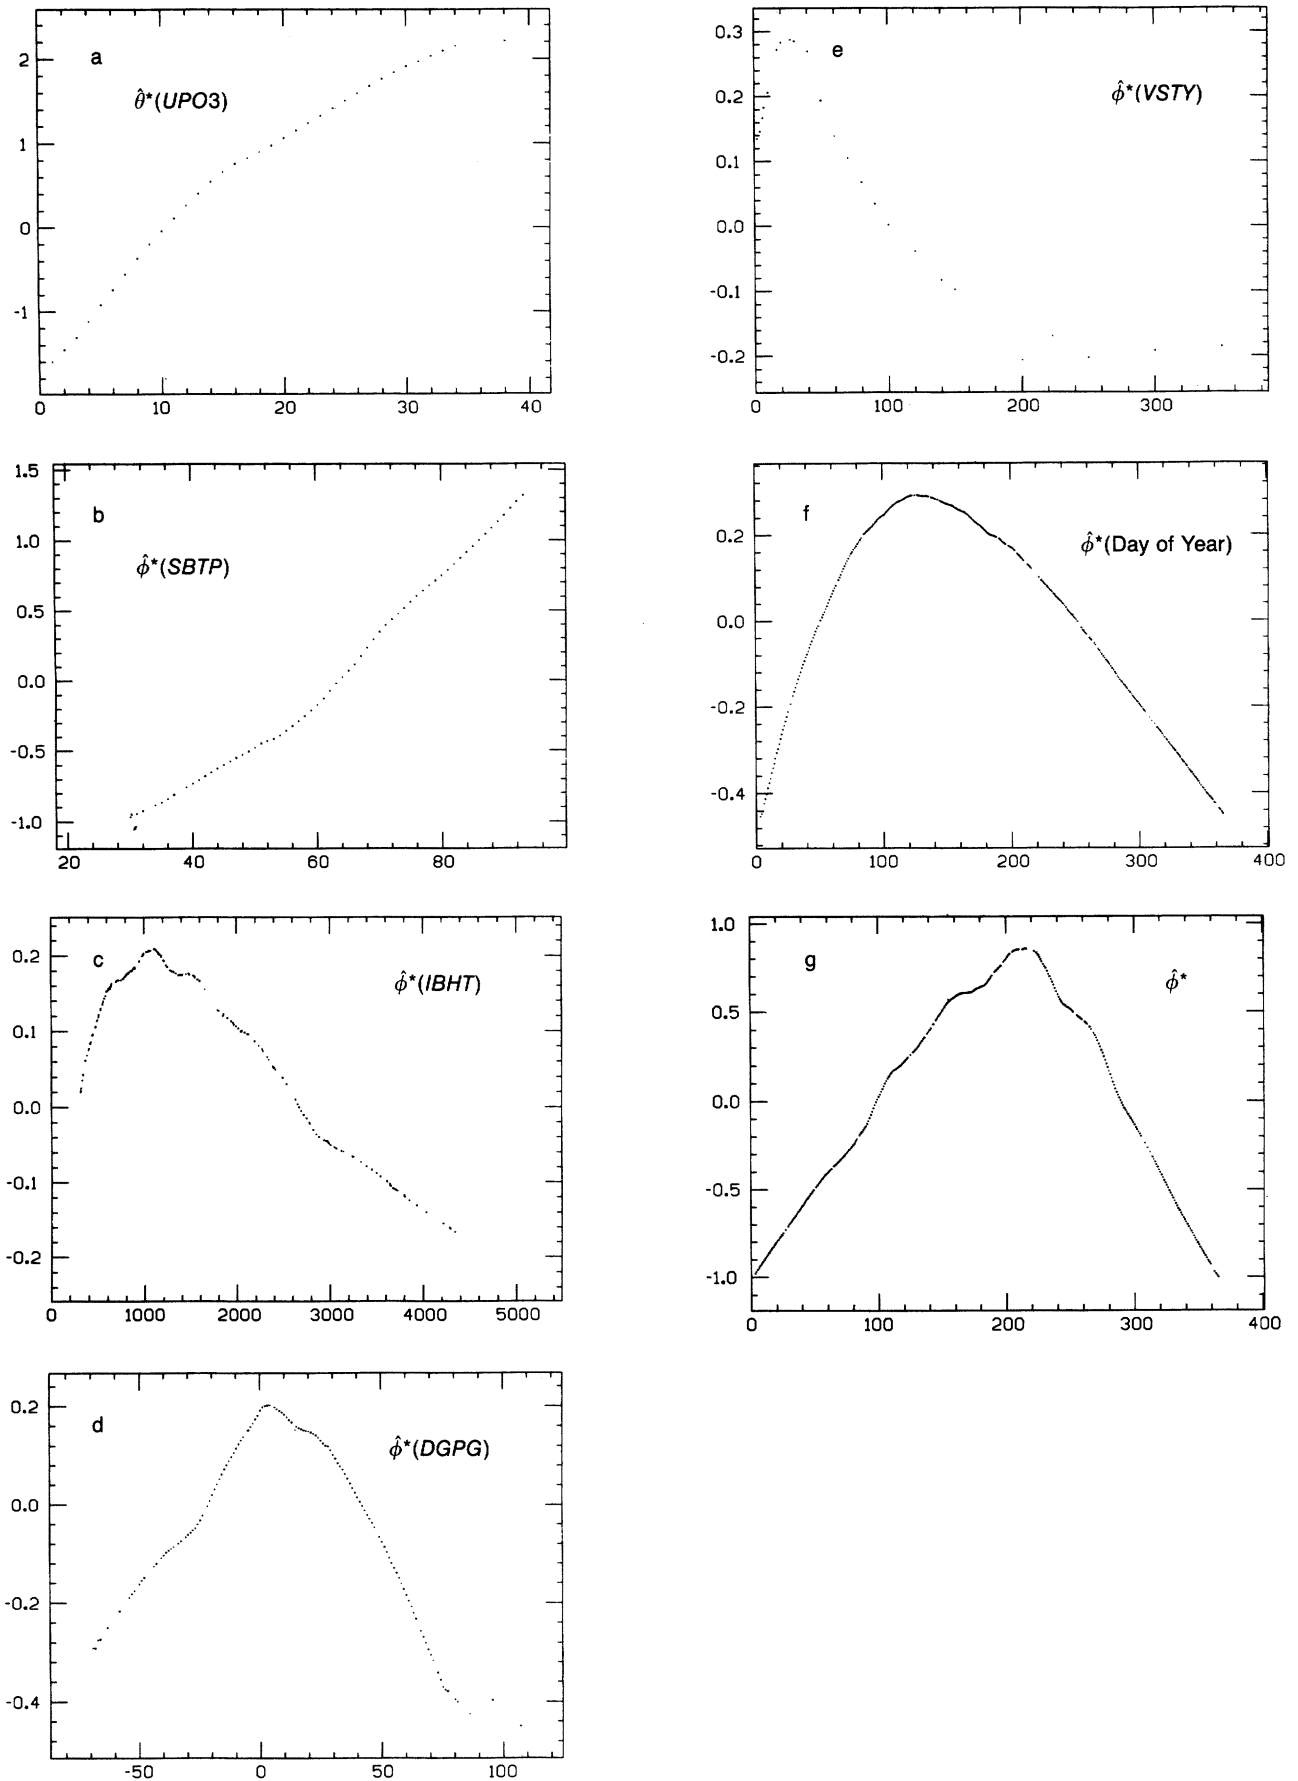 2
1
0
-1
a
θ̂*(UPO3)
0 10 20 30 40
1.5
1.0
0.5
0.0
-0.5
-1.0
b
φ̂*(SBTP)
20 40 60 80
0.2
0.1
0.0
-0.1
-0.2
c
φ̂*(IBHT)
0 1000 2000 3000 4000 5000
0.2
0.0
-0.2
-0.4
d
φ̂*(DGPG)
-50 0 50 100
0.3
0.2
0.1
0.0
-0.1
-0.2
e
φ̂*(VSTY)
0 100 200 300
0.2
0.0
-0.2
-0.4
f
φ̂*(Day of Year)
0 100 200 300 400
1.0
0.5
0.0
-0.5
-1.0
g
φ̂*
0 100 200 300 400